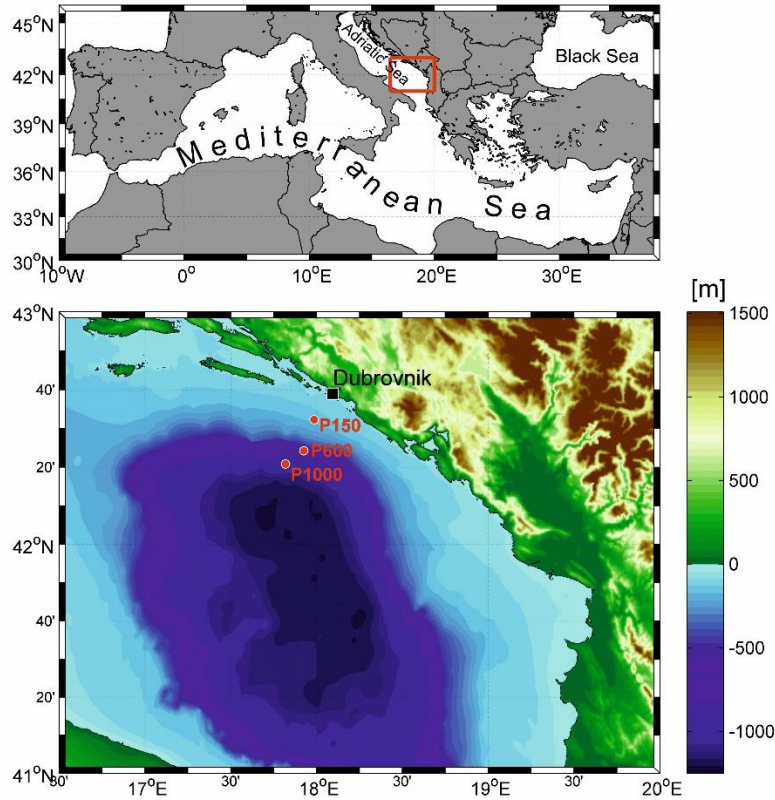 45°N
42°N
39°N
36°N
33°N
30°N
10°W
0°
10°E
20°E
30°E
Adriatic Sea
Black Sea
Mediterranean Sea
[m]
43°N
40'
20'
42°N
40'
20'
41°N
30'
17°E
30'
18°E
30'
19°E
30'
20°E
Dubrovnik
P150
P600
P1000
1500
1000
500
0
-500
-1000